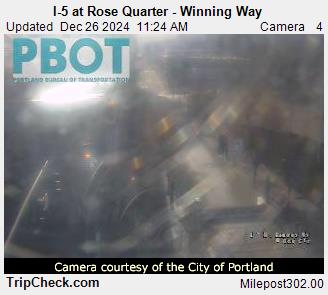 I-5 at Rose Quarter - Winning Way
Updated Dec 26 2024 11:24 AM Camera 4
PBOT
PORTLAND BUREAU OF TRANSPORTATION
Camera courtesy of the City of Portland
TripCheck.com Milepost302.00